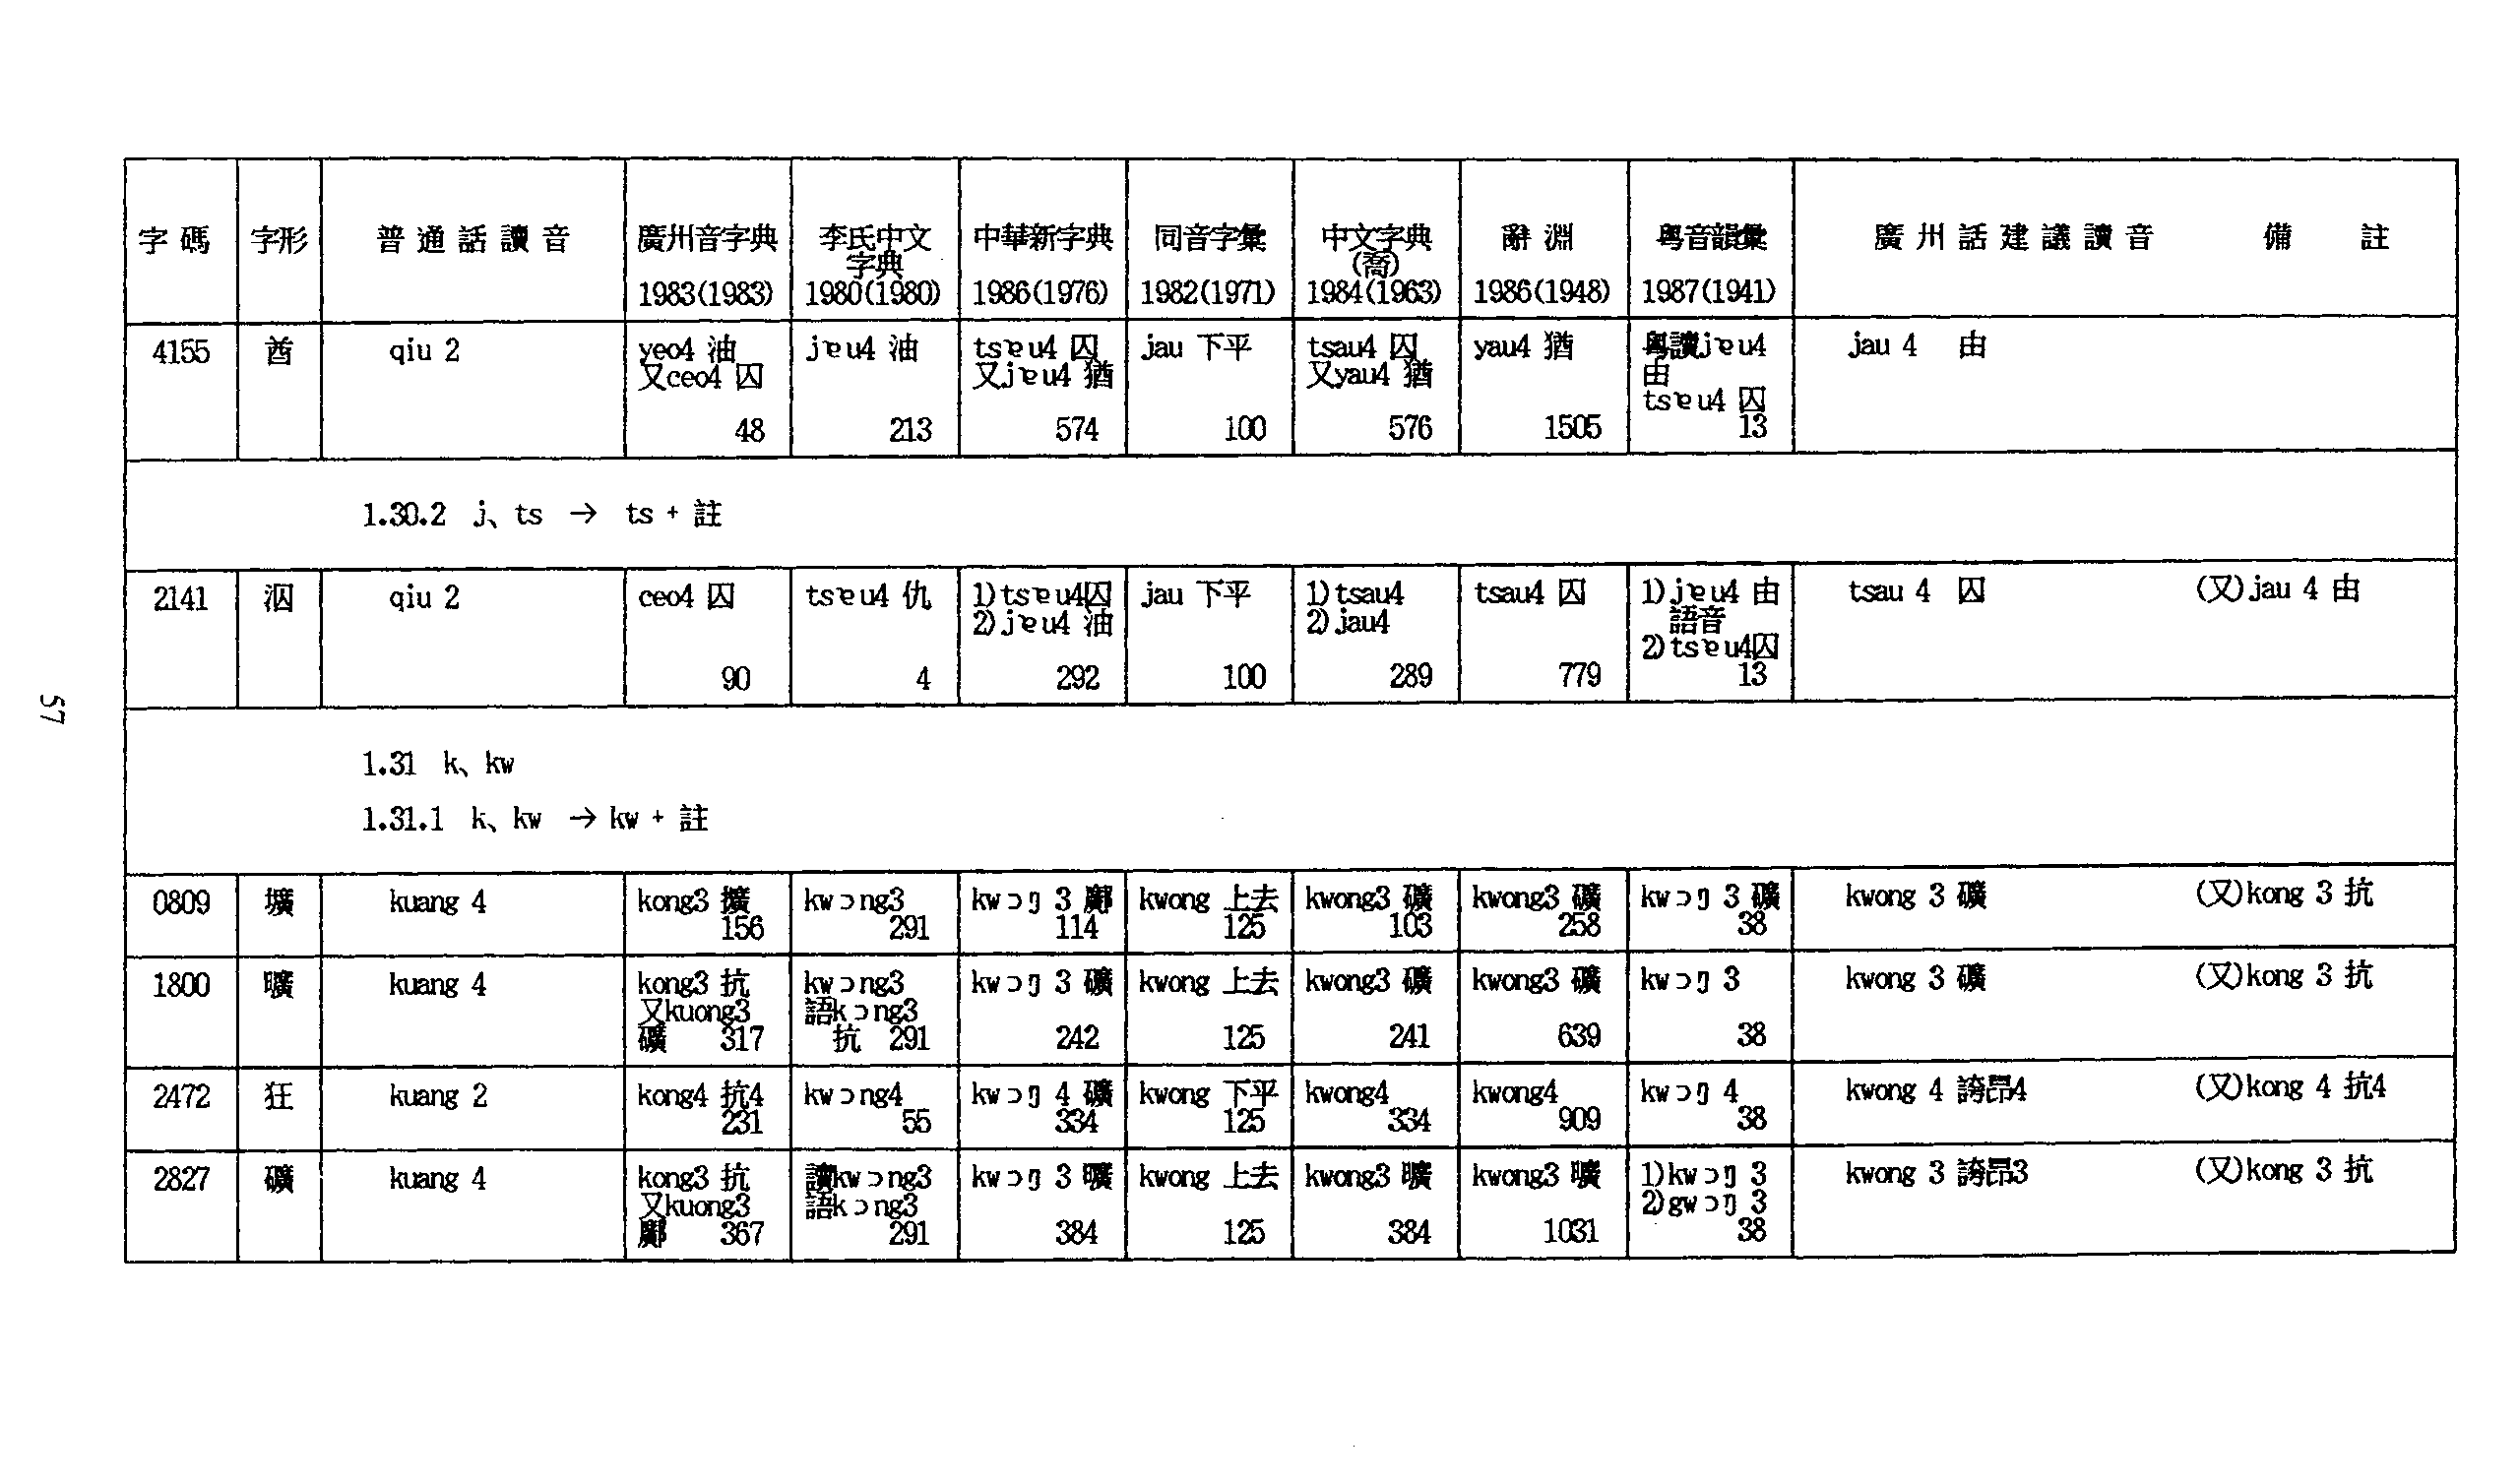 字 碼 字形 普 通 話 讀 音 廣州音字典 李氏中文 中華新字典 同音字彙 中文字典 辭 淵 粵音韻彙 廣 州 話 建 議 讀 音 備 註
字典 (喬)
1983(1983) 1980(1980) 1986(1976) 1982(1971) 1984(1963) 1986(1948) 1987(1941)
4155 酋 qiu 2 yeo4 油 jɐu4 油 tsɐu4 囚 jau 下平 tsau4 囚 yau4 猶 粵讀jɐu4 jau 4 由
又ceo4 囚 又jɐu4 猶 又yau4 猶 由
tsɐu4 囚
48 213 574 100 576 1505 13
1.30.2 j、ts → ts + 註
2141 泅 qiu 2 ceo4 囚 tsɐu4 仇 1)tsɐu4囚 jau 下平 1)tsau4 tsau4 囚 1)jɐu4 由 tsau 4 囚 (又)jau 4 由
2)jɐu4 油 2)jau4 語音
2)tsɐu4囚
90 4 292 100 289 779 13
57
1.31 k、kw
1.31.1 k、kw → kw + 註
0809 壙 kuang 4 kong3 擴 kwɔng3 kwɔŋ 3 鄺 kwong 上去 kwong3 礦 kwong3 礦 kwɔŋ 3 礦 kwong 3 礦 (又)kong 3 抗
156 291 114 125 103 258 38
1800 曠 kuang 4 kong3 抗 kwɔng3 kwɔŋ 3 礦 kwong 上去 kwong3 礦 kwong3 礦 kwɔŋ 3 kwong 3 礦 (又)kong 3 抗
又kuong3 語kɔng3
礦 317 抗 291 242 125 241 639 38
2472 狂 kuang 2 kong4 抗4 kwɔng4 kwɔŋ 4 礦 kwong 下平 kwong4 kwong4 kwɔŋ 4 kwong 4 誇昂4 (又)kong 4 抗4
231 55 334 125 334 909 38
2827 礦 kuang 4 kong3 抗 讀kwɔng3 kwɔŋ 3 曠 kwong 上去 kwong3 曠 kwong3 曠 1)kwɔŋ 3 kwong 3 誇昂3 (又)kong 3 抗
又kuong3 語kɔng3 2)gwɔŋ 3
鄺 367 291 384 125 384 1031 38